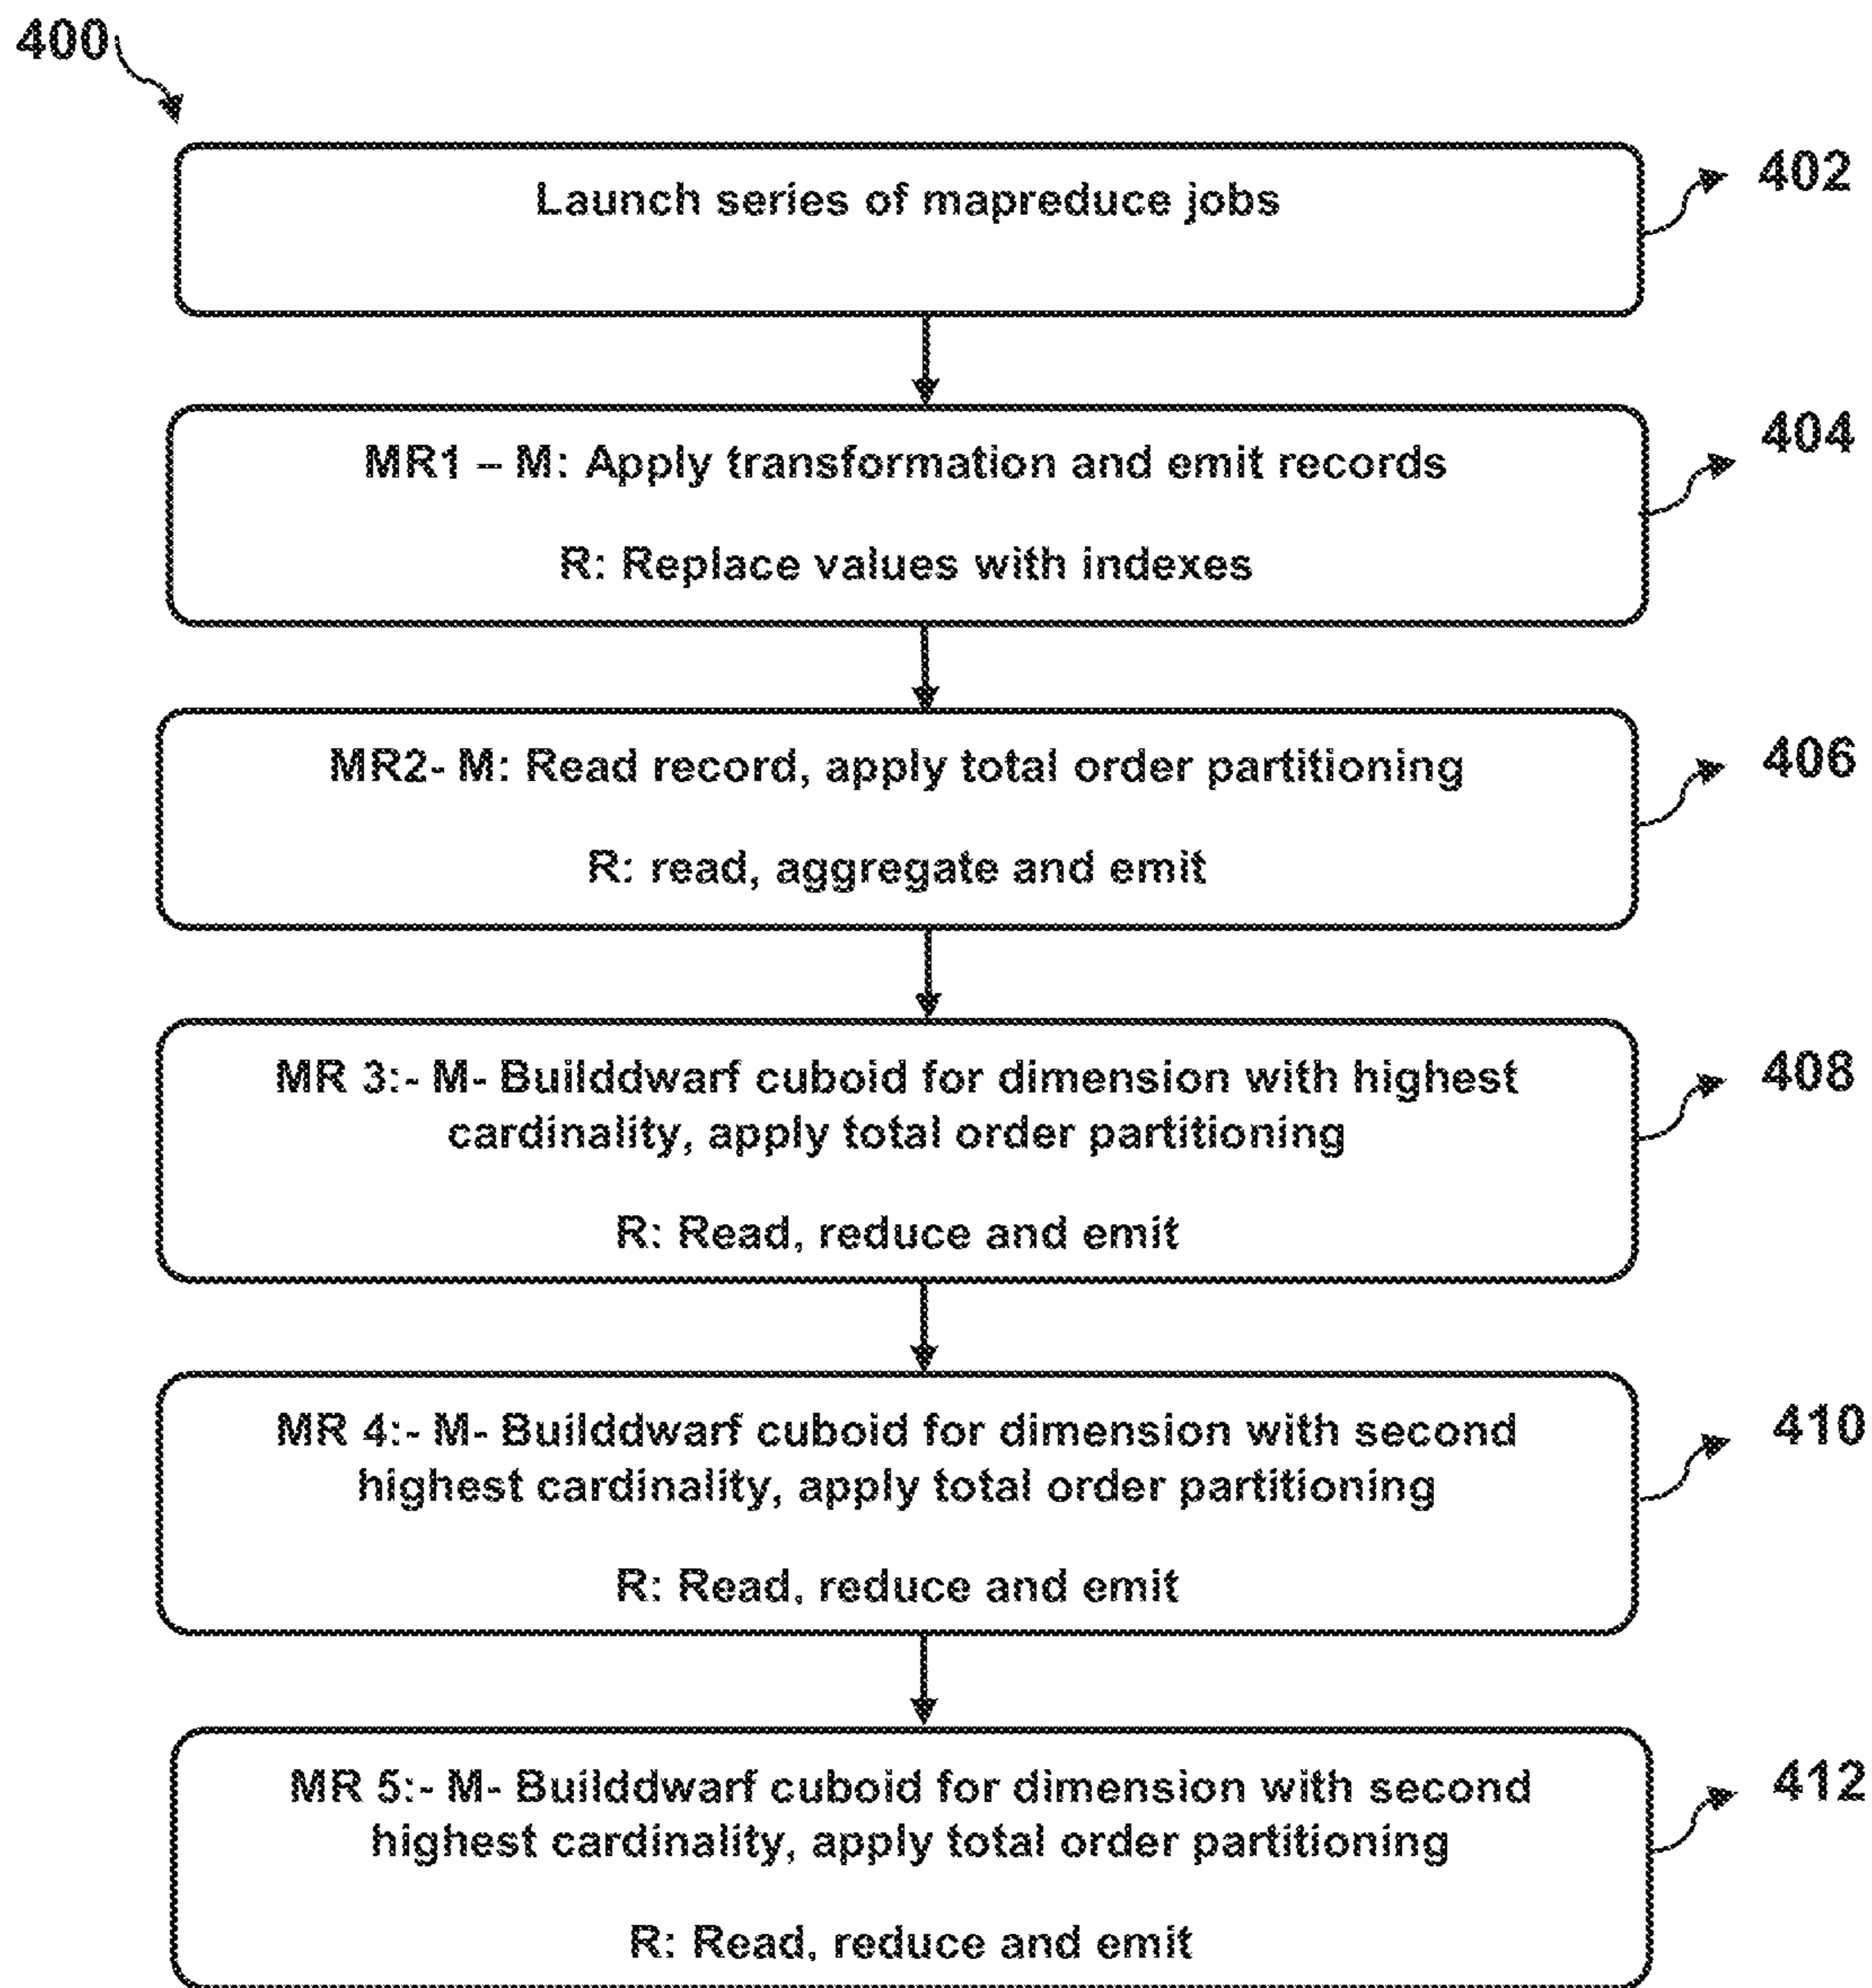 400
Launch series of mapreduce jobs
402
MR1 – M: Apply transformation and emit records
R: Replace values with indexes
404
MR2- M: Read record, apply total order partitioning
R: read, aggregate and emit
406
MR 3:- M- Builddwarf cuboid for dimension with highest
cardinality, apply total order partitioning
R: Read, reduce and emit
408
MR 4:- M- Builddwarf cuboid for dimension with second
highest cardinality, apply total order partitioning
R: Read, reduce and emit
410
MR 5:- M- Builddwarf cuboid for dimension with second
highest cardinality, apply total order partitioning
R: Read, reduce and emit
412